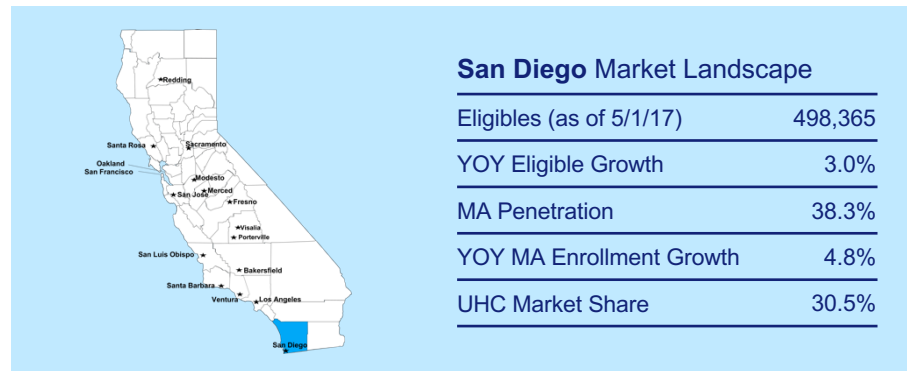 ★Redding
Santa Rosa ★
★Sacramento
Oakland
San Francisco
★Modesto
★Merced
★San Jose
★Fresno
★Visalia
★ Porterville
San Luis Obispo ★
★ Bakersfield
Santa Barbara ★
Ventura ★
★Los Angeles
San Diego
★
San Diego Market Landscape
Eligibles (as of 5/1/17) 498,365
YOY Eligible Growth 3.0%
MA Penetration 38.3%
YOY MA Enrollment Growth 4.8%
UHC Market Share 30.5%